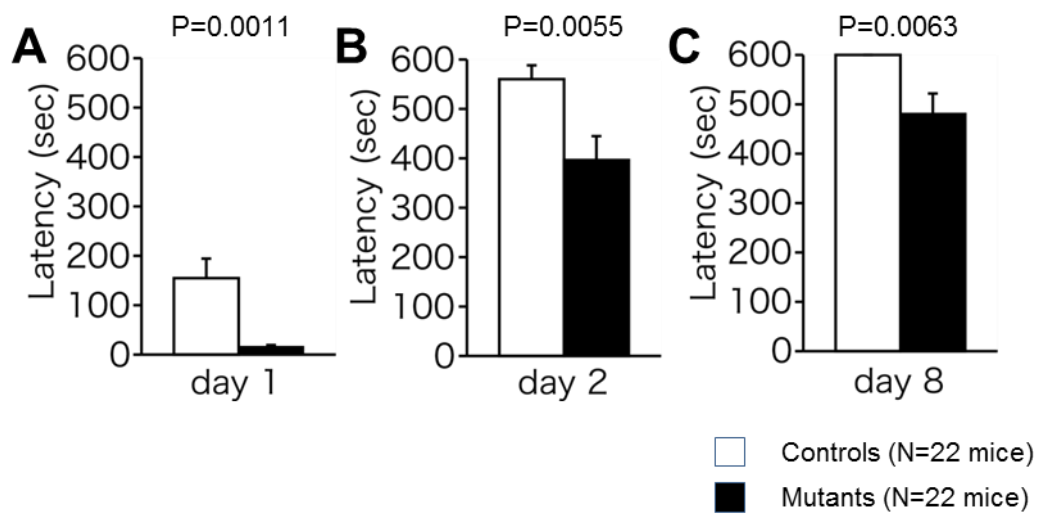 P=0.0011
A
600
500
400
300
200
100
0
Latency (sec)
day 1
P=0.0055
B
600
500
400
300
200
100
0
Latency (sec)
day 2
P=0.0063
C
600
500
400
300
200
100
0
Latency (sec)
day 8
Controls (N=22 mice)
Mutants (N=22 mice)